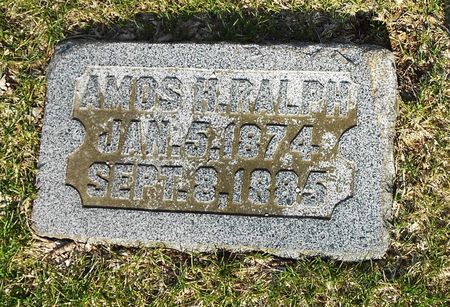 AMOS H. RALPH
JAN. 5, 1874
SEPT. 8, 1885